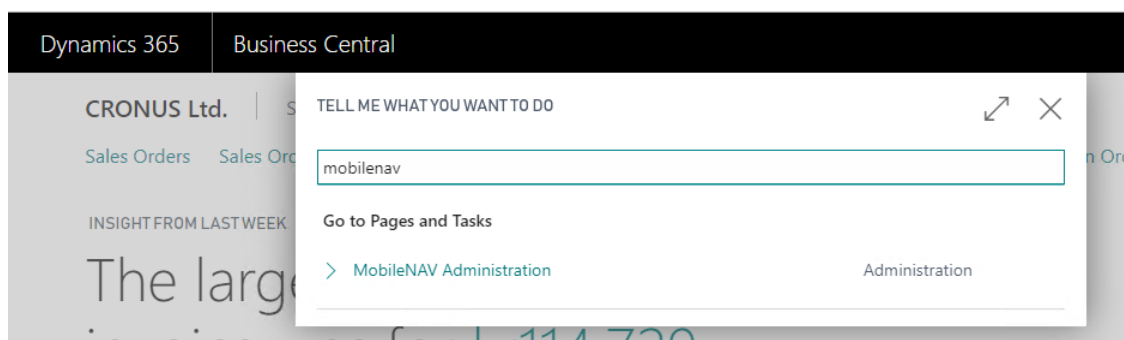 Dynamics 365 Business Central
TELL ME WHAT YOU WANT TO DO
CRONUS Ltd.
mobilenav
Sales Orders Sales
INSIGHT FROM LAST WEEK
Go to Pages and Tasks
MobileNAV Administration Administration
The